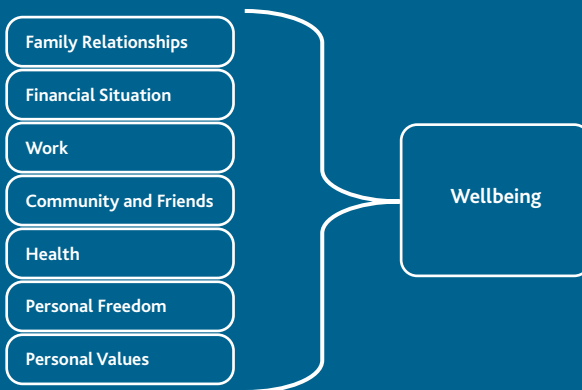 Family Relationships
Financial Situation
Work
Community and Friends
Health
Personal Freedom
Personal Values
Wellbeing